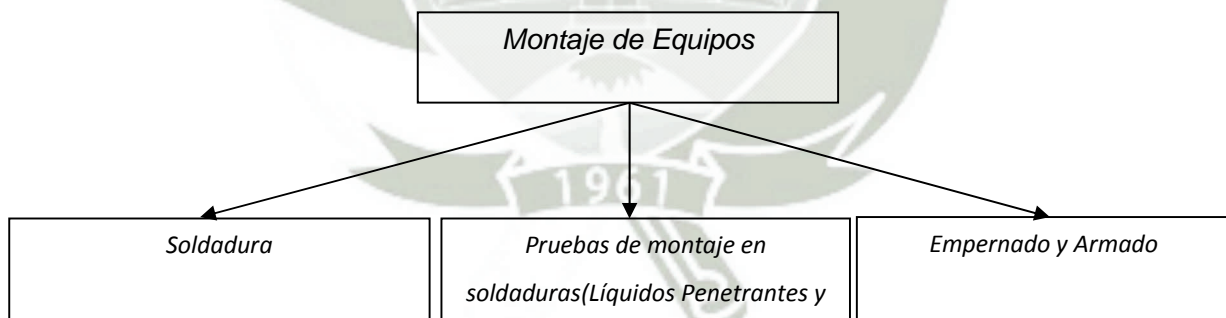 Montaje de Equipos
1961
Soldadura
Pruebas de montaje en
soldaduras(Líquidos Penetrantes y
Empernado y Armado